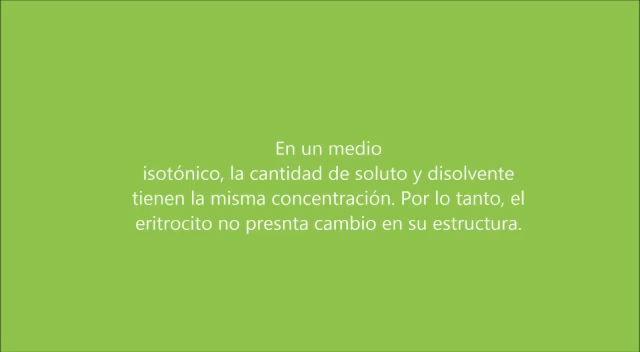 En un medio
isotónico, la cantidad de soluto y disolvente
tienen la misma concentración. Por lo tanto, el
eritrocito no presnta cambio en su estructura.